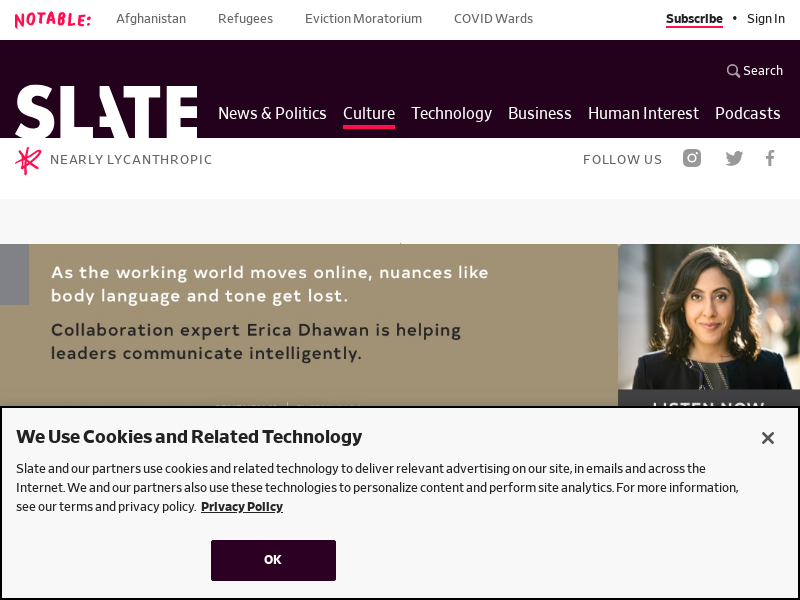 NOTABLE:
Afghanistan
Refugees
Eviction Moratorium
COVID Wards
Subscribe • Sign In
Search
SLATE
News & Politics
Culture
Technology
Business
Human Interest
Podcasts
NEARLY LYCANTHROPIC
FOLLOW US
As the working world moves online, nuances like
body language and tone get lost.
Collaboration expert Erica Dhawan is helping
leaders communicate intelligently.
LISTEN NOW
We Use Cookies and Related Technology
Slate and our partners use cookies and related technology to deliver relevant advertising on our site, in emails and across the
Internet. We and our partners also use these technologies to personalize content and perform site analytics. For more information,
see our terms and privacy policy. Privacy Policy
OK